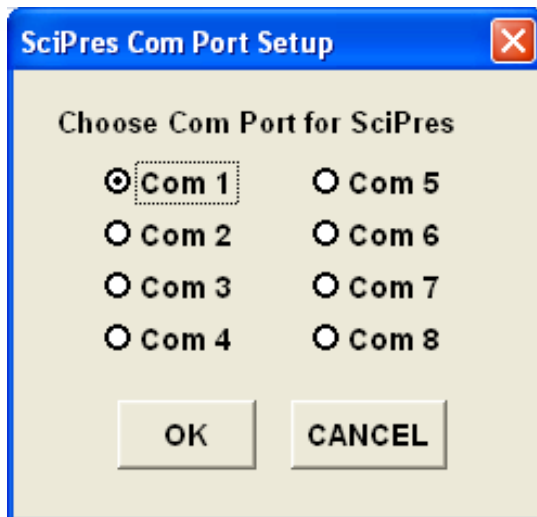 SciPres Com Port Setup
Choose Com Port for SciPres
Com 1 Com 5
Com 2 Com 6
Com 3 Com 7
Com 4 Com 8
OK CANCEL